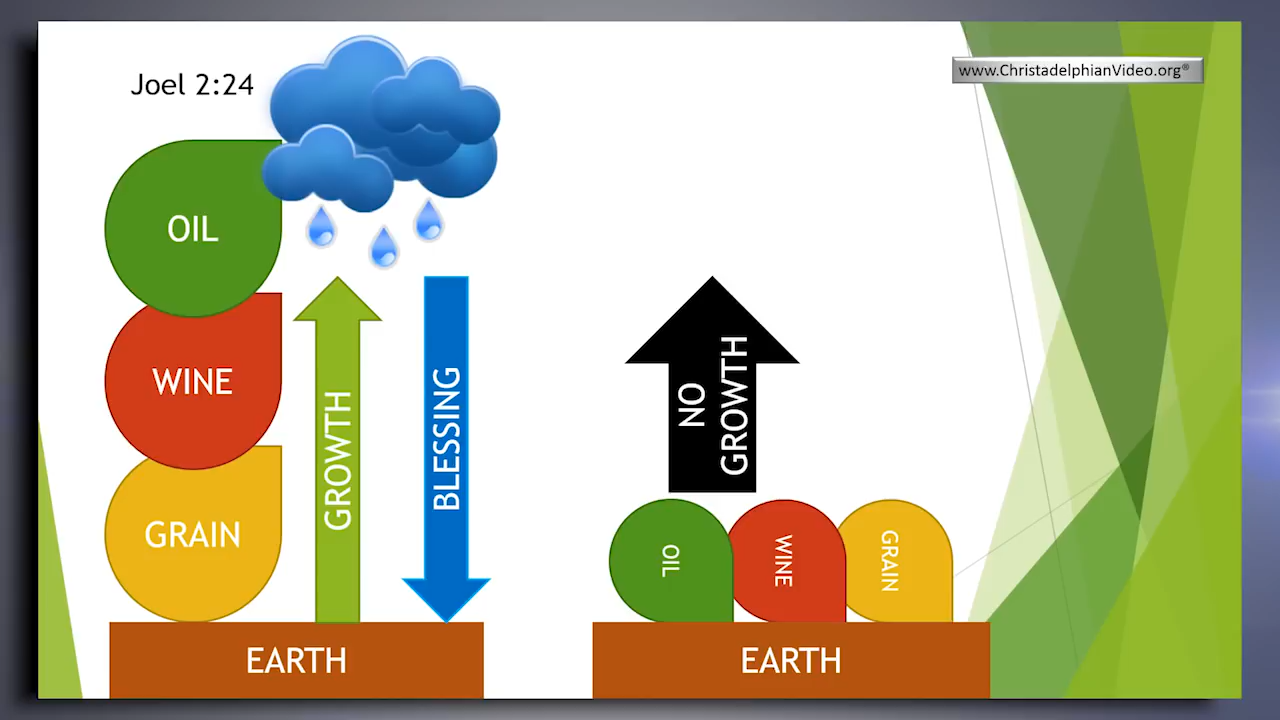 Joel 2:24
www.ChristadelphianVideo.org®
OIL
WINE
GRAIN
GROWTH
BLESSING
EARTH
NO
GROWTH
OIL
WINE
GRAIN
EARTH